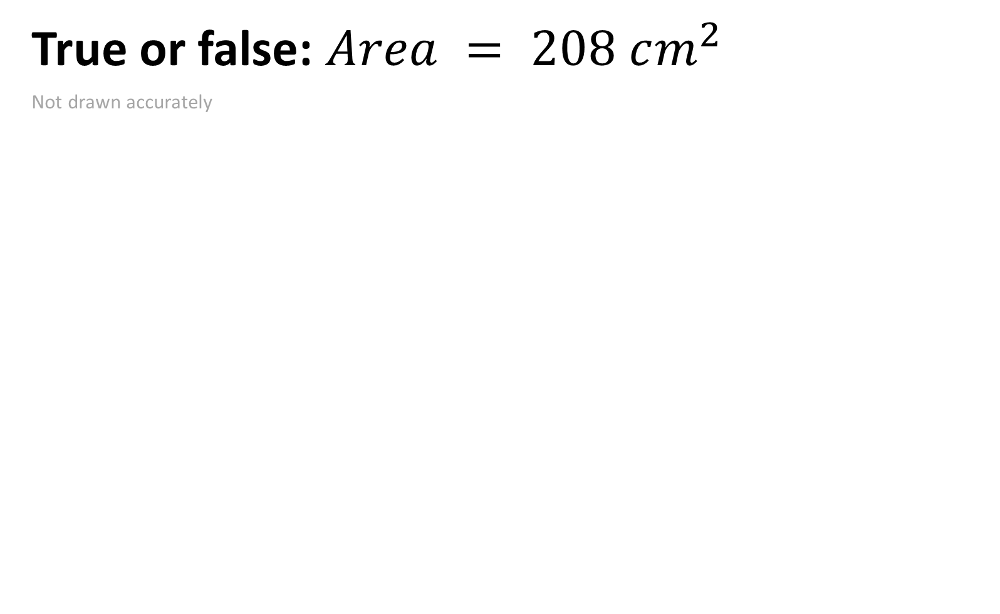 True or false: Area = 208 cm²
Not drawn accurately